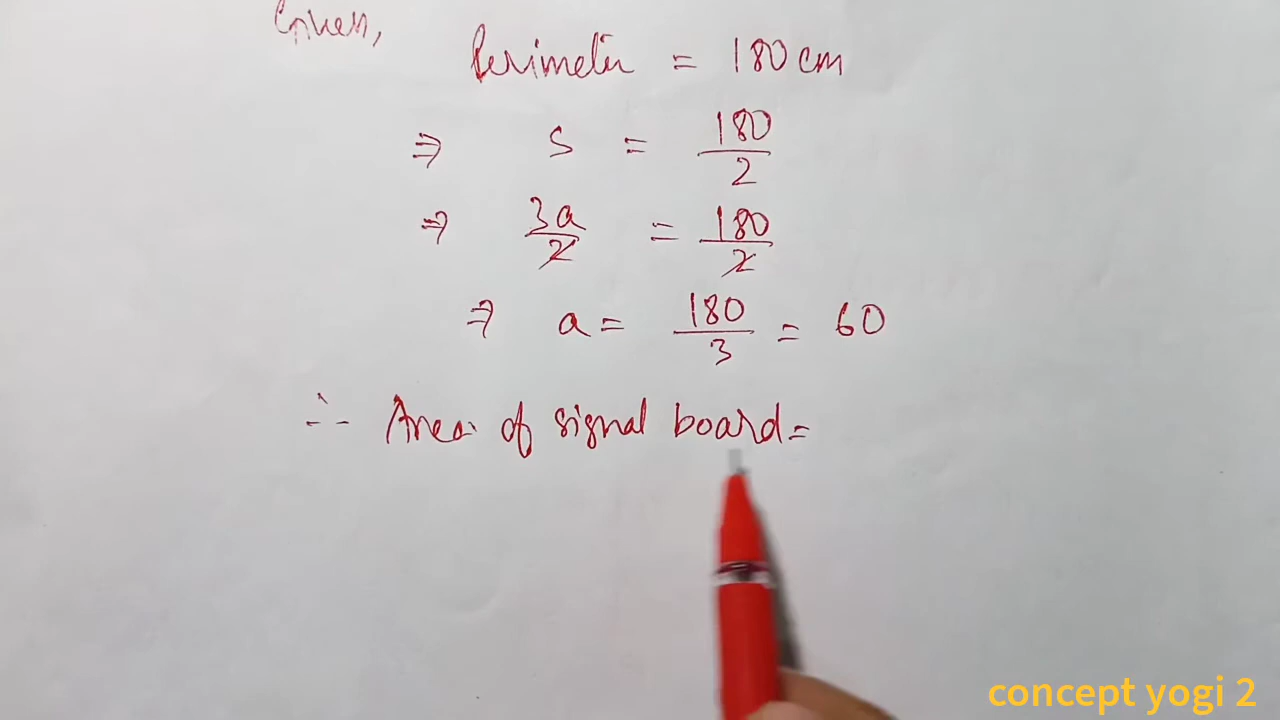 Given,
Perimeter = 180 cm
⇒ S = 180/2
⇒ 3a/2 = 180/2
⇒ a = 180/3 = 60
∴ Area of signal board =
concept yogi 2